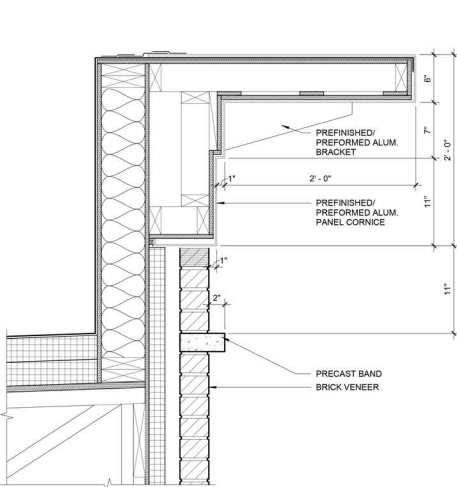 6"
7"
2' - 0"
PREFINISHED/
PREFORMED ALUM.
BRACKET
1"
2' - 0"
11"
PREFINISHED/
PREFORMED ALUM.
PANEL CORNICE
1"
11"
2"
PRECAST BAND
BRICK VENEER